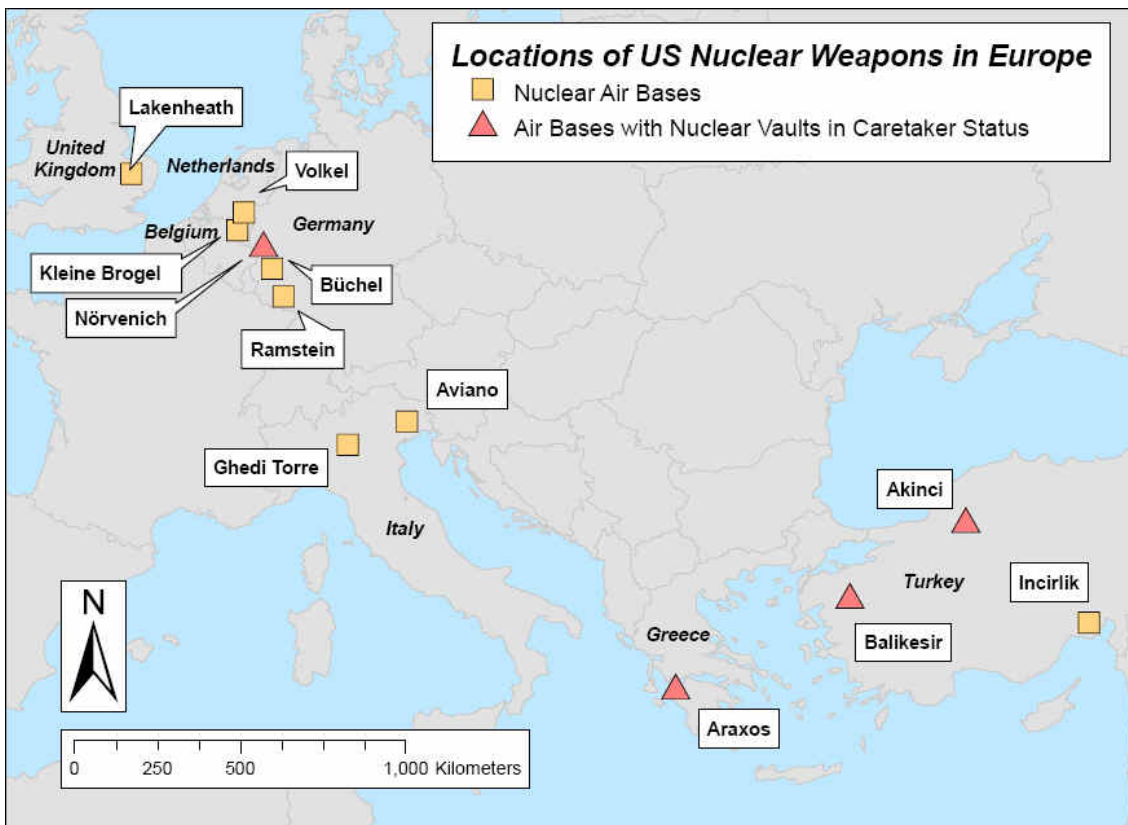 Locations of US Nuclear Weapons in Europe
Nuclear Air Bases
Air Bases with Nuclear Vaults in Caretaker Status
Lakenheath
United
Kingdom
Netherlands
Volkel
Belgium
Germany
Kleine Brogel
Büchel
Nörvenich
Ramstein
Aviano
Ghedi Torre
Akinci
Italy
Turkey
Incirlik
N
Greece
Balikesir
Araxos
0 250 500 1,000 Kilometers